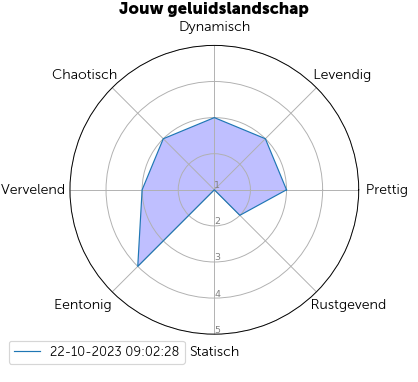 Jouw geluidslandschap
Dynamisch
Chaotisch
Levendig
Vervelend
1
Prettig
2
3
4
Eentonig
Rustgevend
5
22-10-2023 09:02:28
Statisch